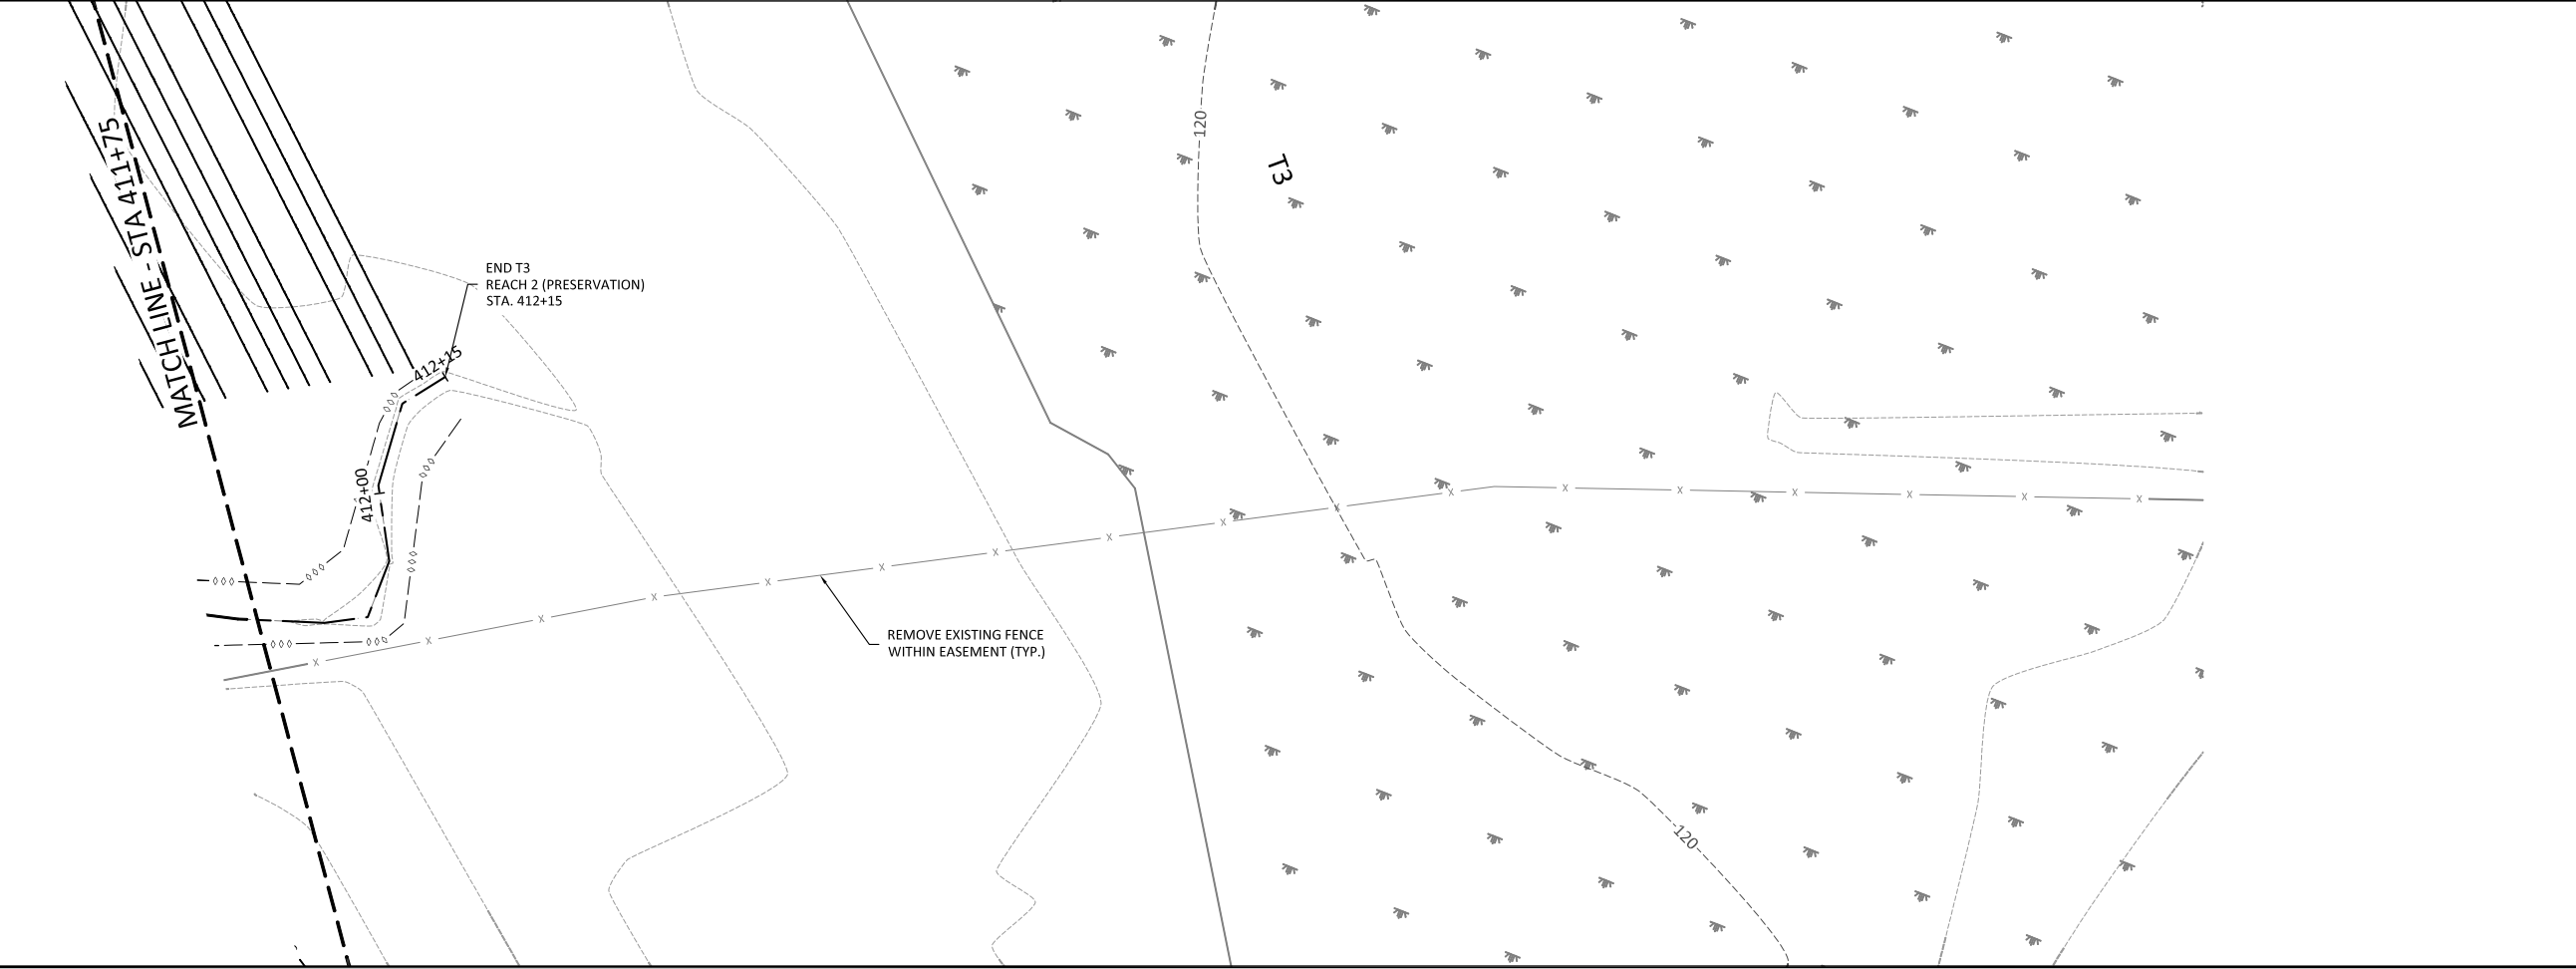 MATCH LINE - STA 411+75
120
T3
END T3
REACH 2 (PRESERVATION)
STA. 412+15
412+15
412+00
REMOVE EXISTING FENCE
WITHIN EASEMENT (TYP.)
120